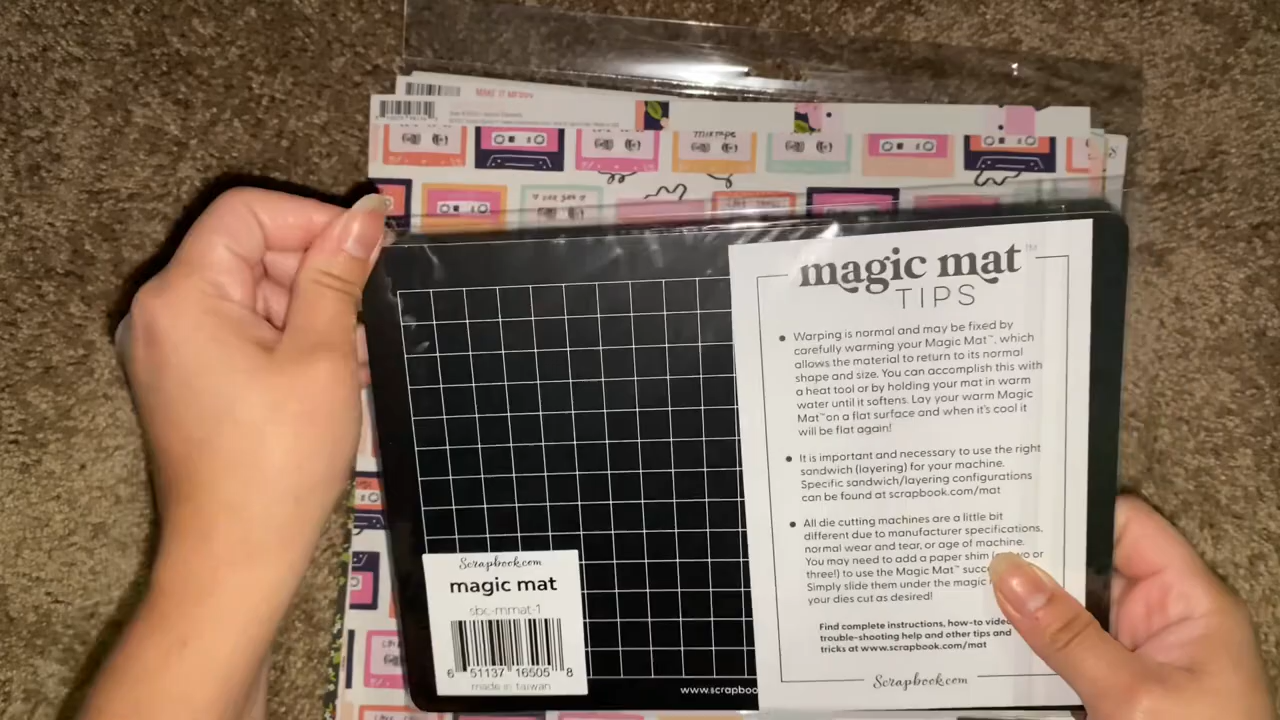 MAKE IT MERRY
mixtape
magic mat™
TIPS
• Warping is normal and may be fixed by
carefully warming your Magic Mat™, which
allows the material to return to its normal
shape and size. You can accomplish this with
a heat tool or by holding your mat in warm
water until it softens. Lay your warm Magic
Mat™ on a flat surface and when it's cool it
will be flat again!
• It is important and necessary to use the right
sandwich (layering) for your machine.
Specific sandwich/layering configurations
can be found at scrapbook.com/mat
• All die cutting machines are a little bit
different due to manufacturer specifications,
normal wear and tear, or age of machine.
You may need to add a paper shim or
three!) to use the Magic Mat™
Simply slide them under the magic
your dies cut as desired!
Find complete instructions, how-to
trouble-shooting help and other tips and
tricks at www.scrapbook.com/mat
Scrapbook.com
Scrapbook.com
magic mat
sbc-mmat-1
6 51137 16505 8
made in taiwan
www.scrapboo